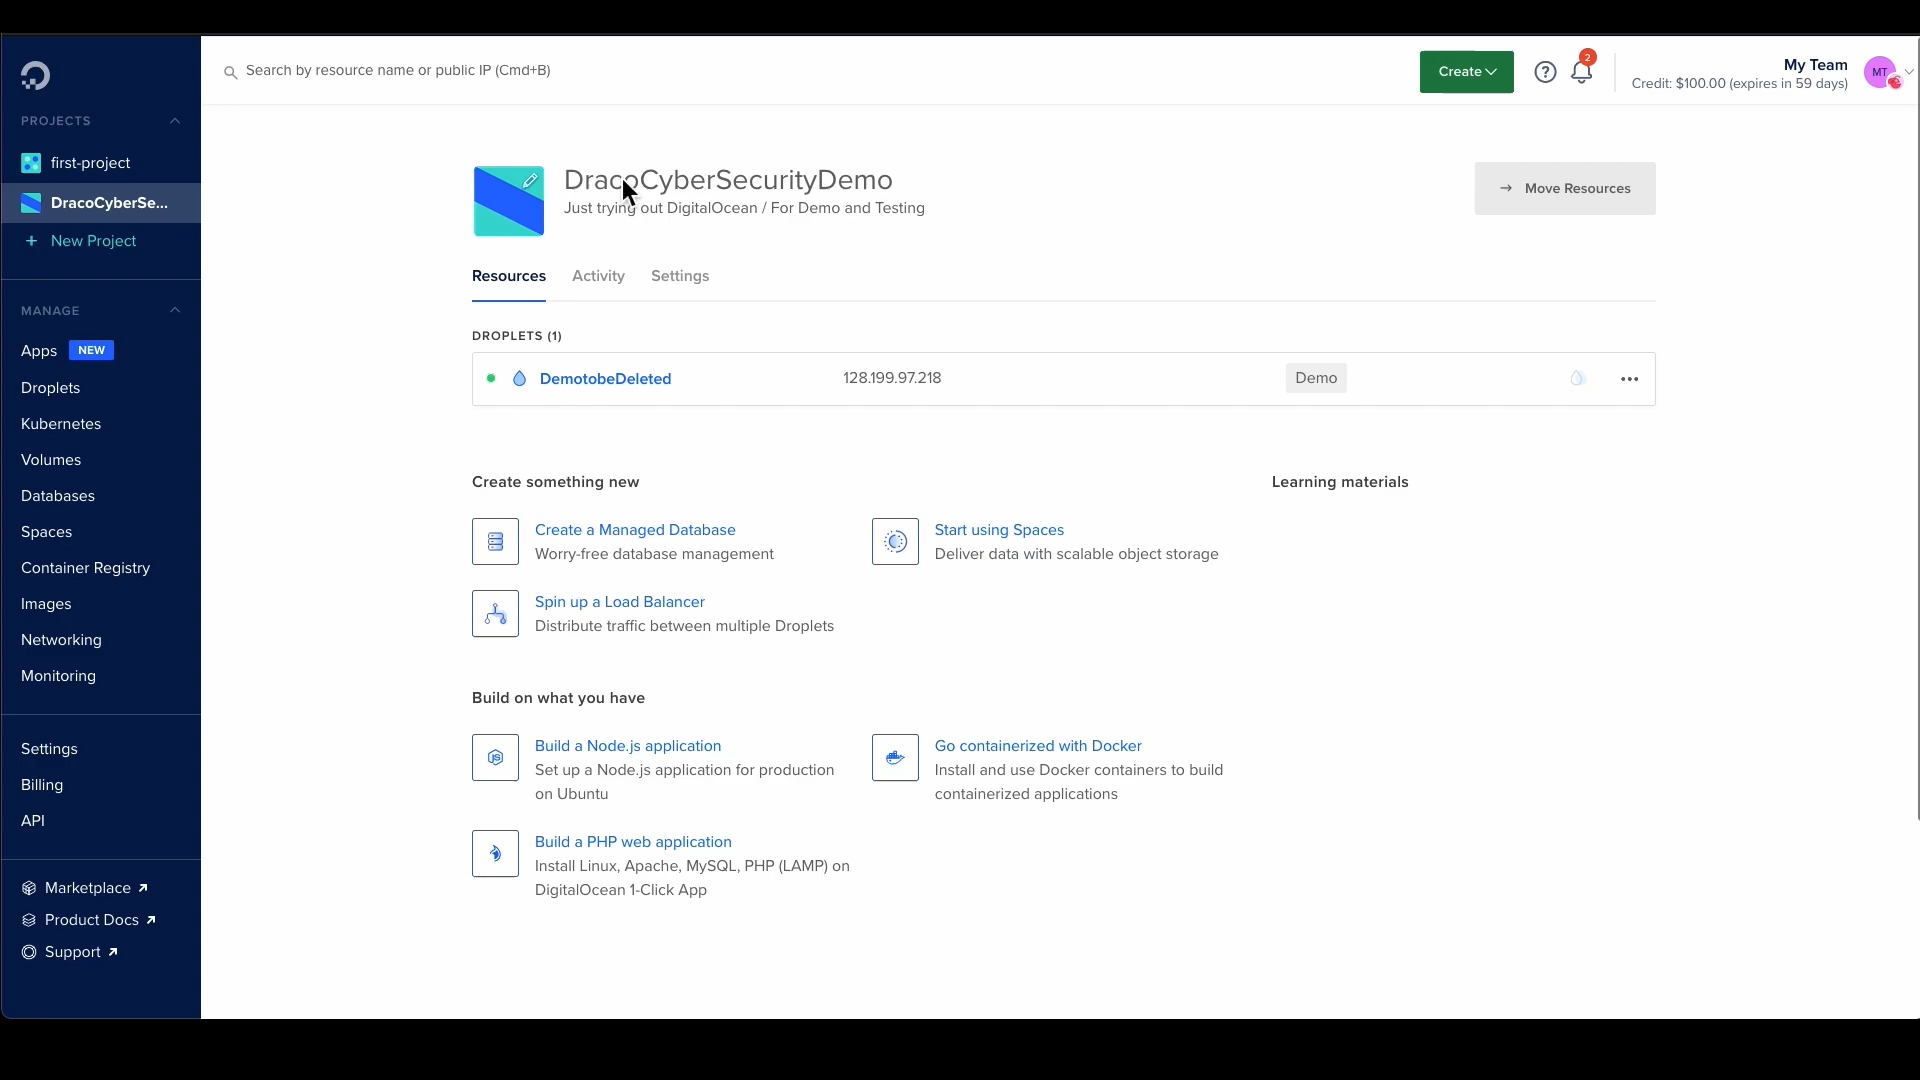 Search by resource name or public IP (Cmd+B)
Create
2
My Team
Credit: $100.00 (expires in 59 days)
MT
PROJECTS
first-project
DracoCyberSe...
+ New Project
MANAGE
Apps NEW
Droplets
Kubernetes
Volumes
Databases
Spaces
Container Registry
Images
Networking
Monitoring
Settings
Billing
API
Marketplace
Product Docs
Support
DracoCyberSecurityDemo
Just trying out DigitalOcean / For Demo and Testing
→ Move Resources
Resources Activity Settings
DROPLETS (1)
DemotobeDeleted 128.199.97.218 Demo
Create something new
Create a Managed Database
Worry-free database management
Start using Spaces
Deliver data with scalable object storage
Spin up a Load Balancer
Distribute traffic between multiple Droplets
Learning materials
Build on what you have
Build a Node.js application
Set up a Node.js application for production
on Ubuntu
Go containerized with Docker
Install and use Docker containers to build
containerized applications
Build a PHP web application
Install Linux, Apache, MySQL, PHP (LAMP) on
DigitalOcean 1-Click App